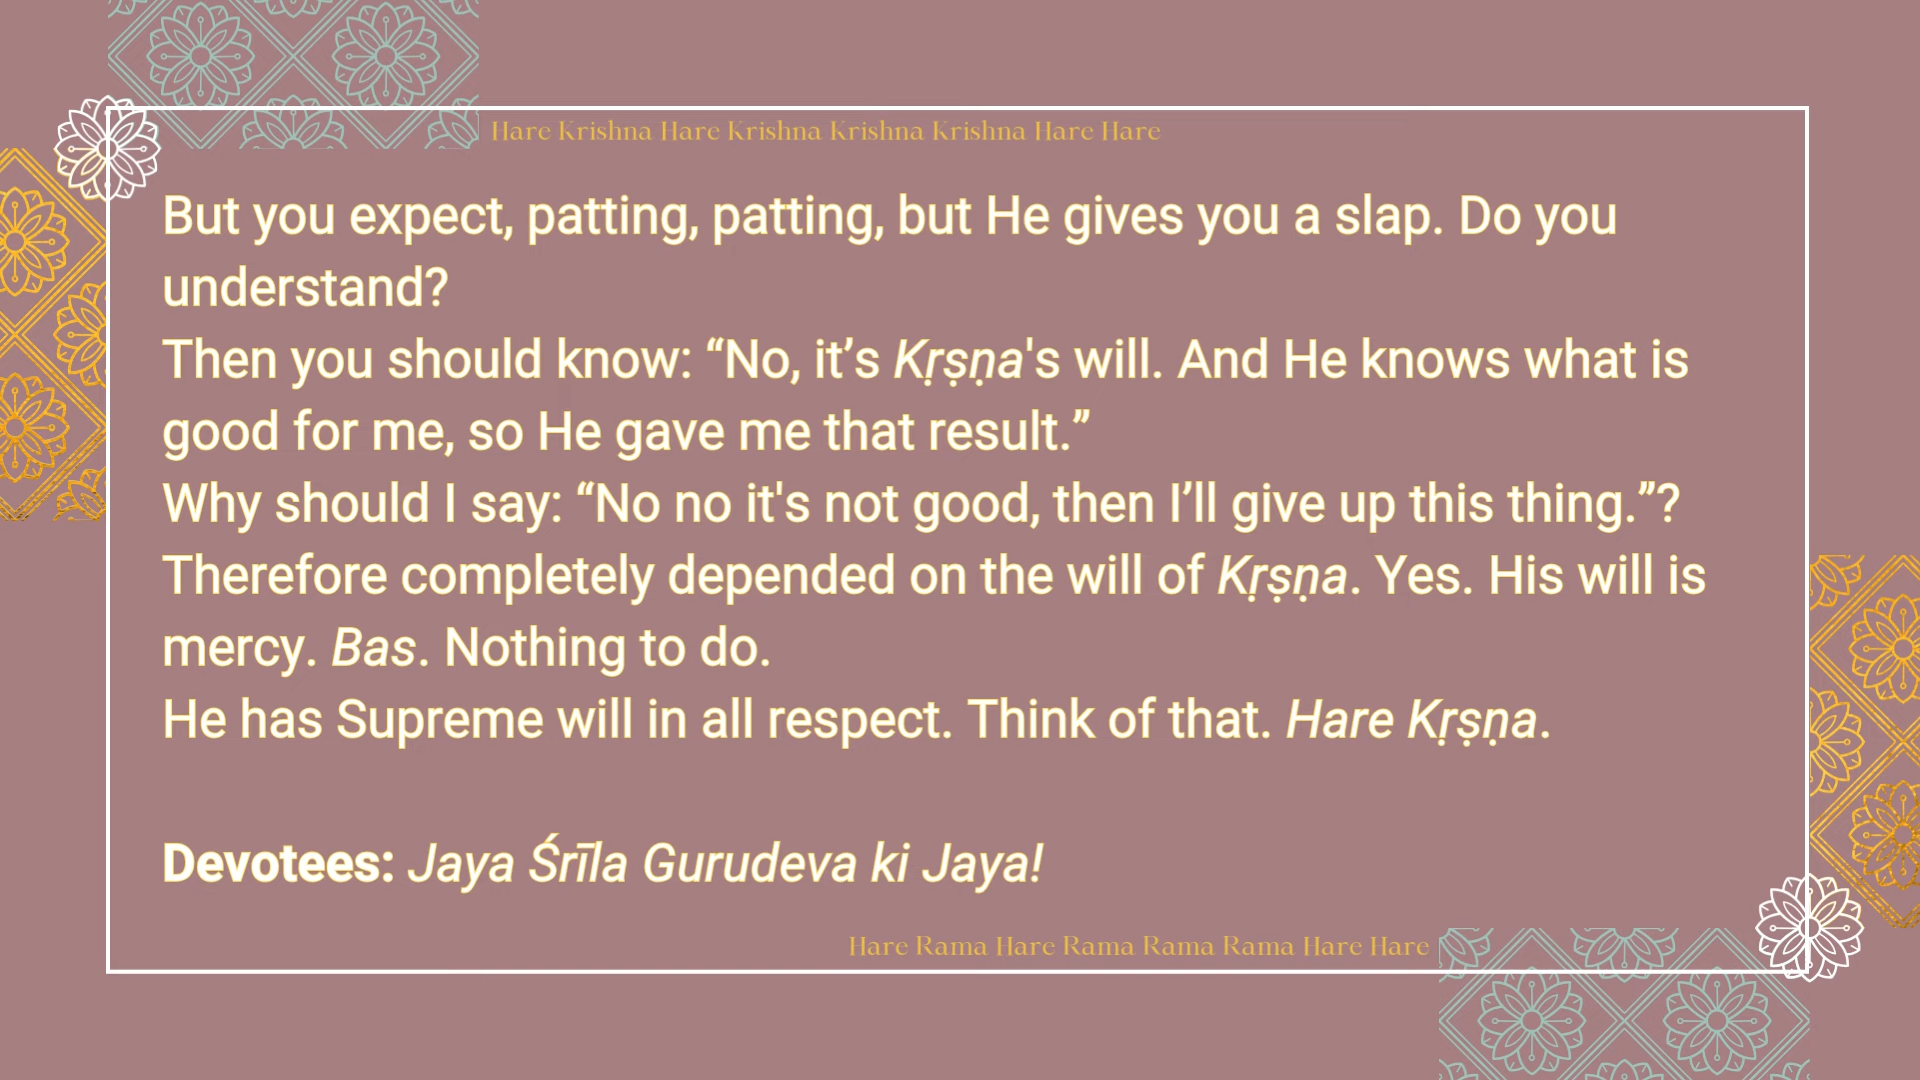 Hare Krishna Hare Krishna Krishna Krishna Hare Hare
But you expect, patting, patting, but He gives you a slap. Do you
understand?
Then you should know: “No, it’s Kṛṣṇa's will. And He knows what is
good for me, so He gave me that result.”
Why should I say: “No no it's not good, then I’ll give up this thing.”?
Therefore completely depended on the will of Kṛṣṇa. Yes. His will is
mercy. Bas. Nothing to do.
He has Supreme will in all respect. Think of that. Hare Kṛṣṇa.
Devotees: Jaya Śrīla Gurudeva ki Jaya!
Hare Rama Hare Rama Rama Rama Hare Hare